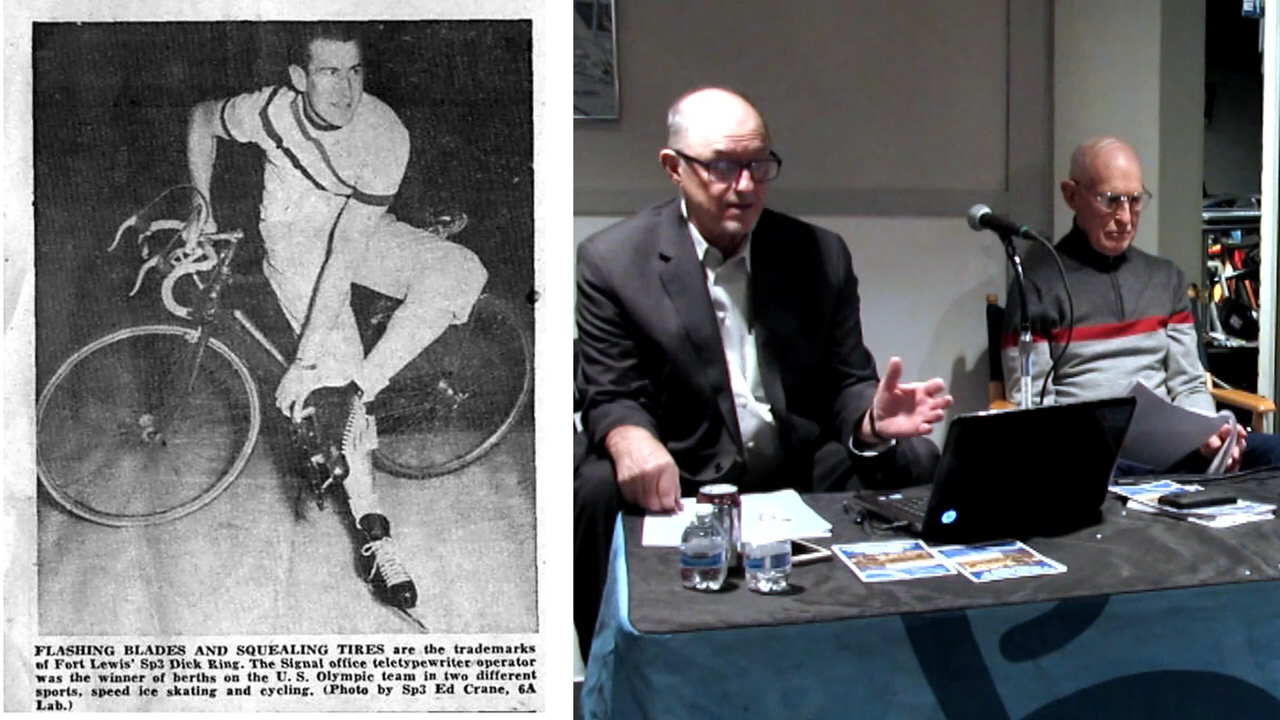 FLASHING BLADES AND SQUEALING TIRES are the trademarks
of Fort Lewis' Sp3 Dick Ring. The Signal office teletypewriter operator
was the winner of berths on the U. S. Olympic team in two different
sports, speed ice skating and cycling. (Photo by Sp3 Ed Crane, 6A
Lab.)
hp